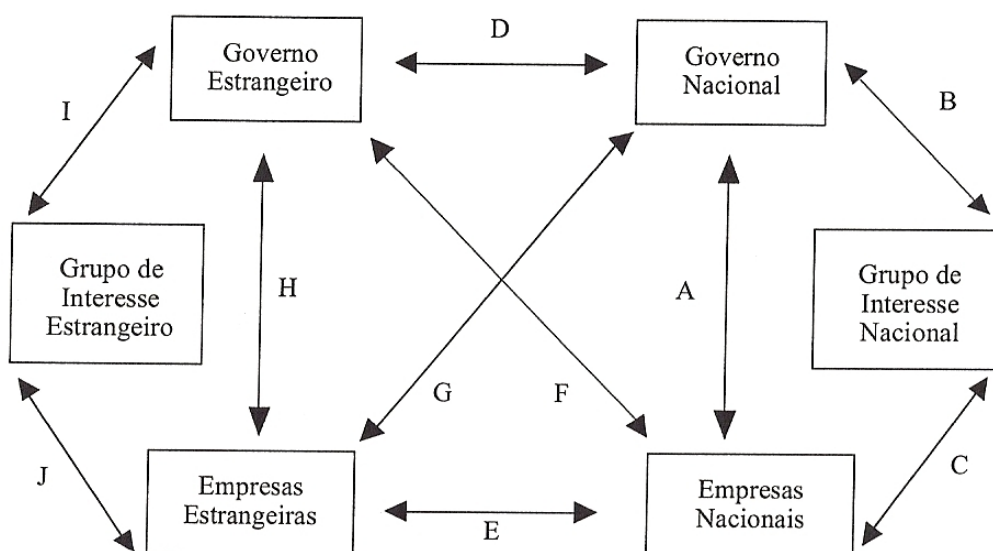 D
Governo
Estrangeiro
Governo
Nacional
I
B
Grupo de
Interesse
Estrangeiro
H
A
Grupo de
Interesse
Nacional
G
F
J
Empresas
Estrangeiras
E
Empresas
Nacionais
C